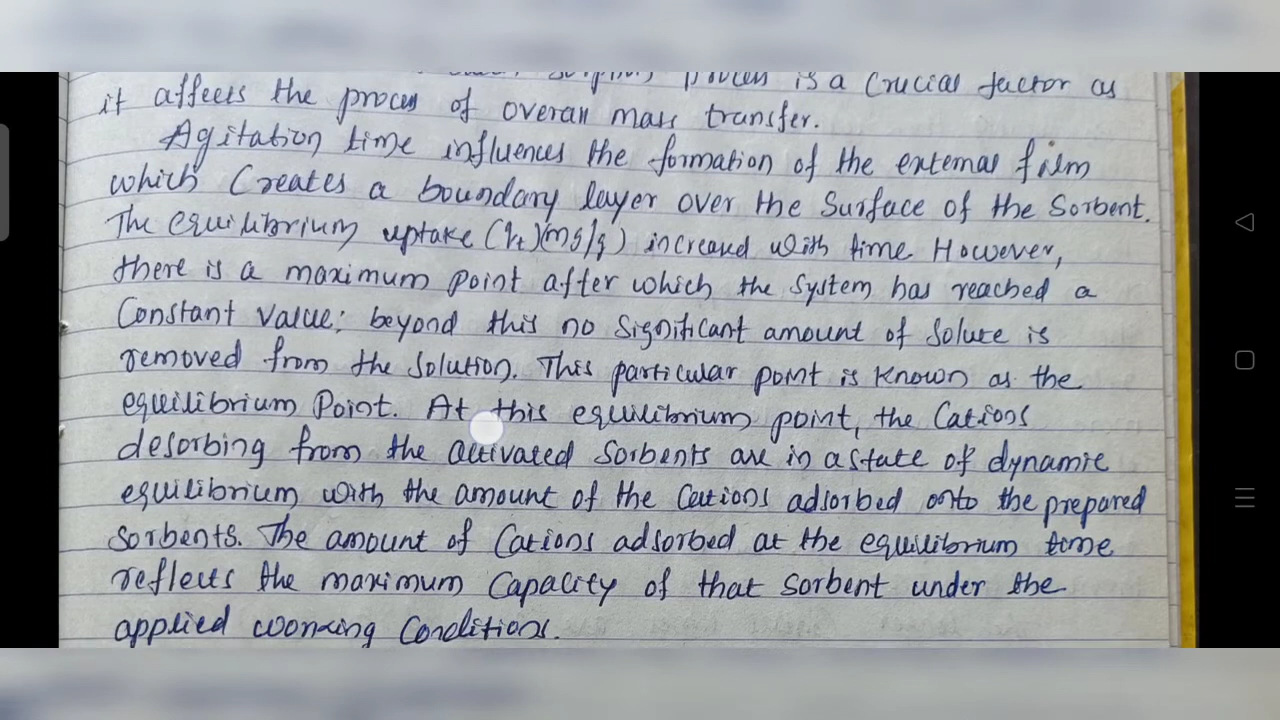 process is a Crucial factor as
it affects the process of overall mass transfer.
Agitation time influences the formation of the external film
which Creates a boundary layer over the Surface of the Sorbent.
The equilibrium uptake (mg/g) increased with time. However,
there is a maximum point after which the System has reached a
Constant value; beyond this no significant amount of Solute is
removed from the Solution. This particular point is known as the
equilibrium Point. At this equilibrium point, the Cations
desorbing from the activated Sorbents are in a state of dynamic
equilibrium with the amount of the Cations adsorbed onto the prepared
Sorbents. The amount of Cations adsorbed at the equilibrium time
reflects the maximum Capacity of that Sorbent under the
applied working Conditions.